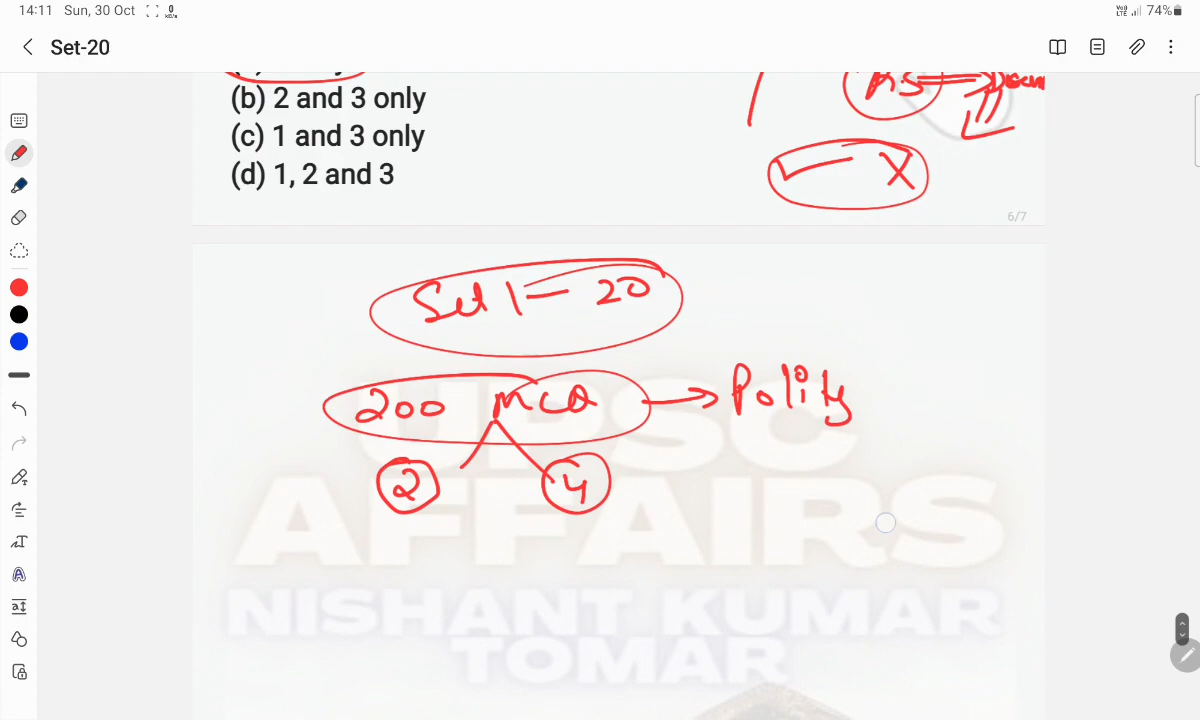 14:11 Sun, 30 Oct 74%
Set-20
(b) 2 and 3 only
(c) 1 and 3 only
(d) 1, 2 and 3
6/7
Set 1 – 20
200 MCQ → Polity
2 4
UPSC
AFFAIRS
NISHANT KUMAR
TOMAR